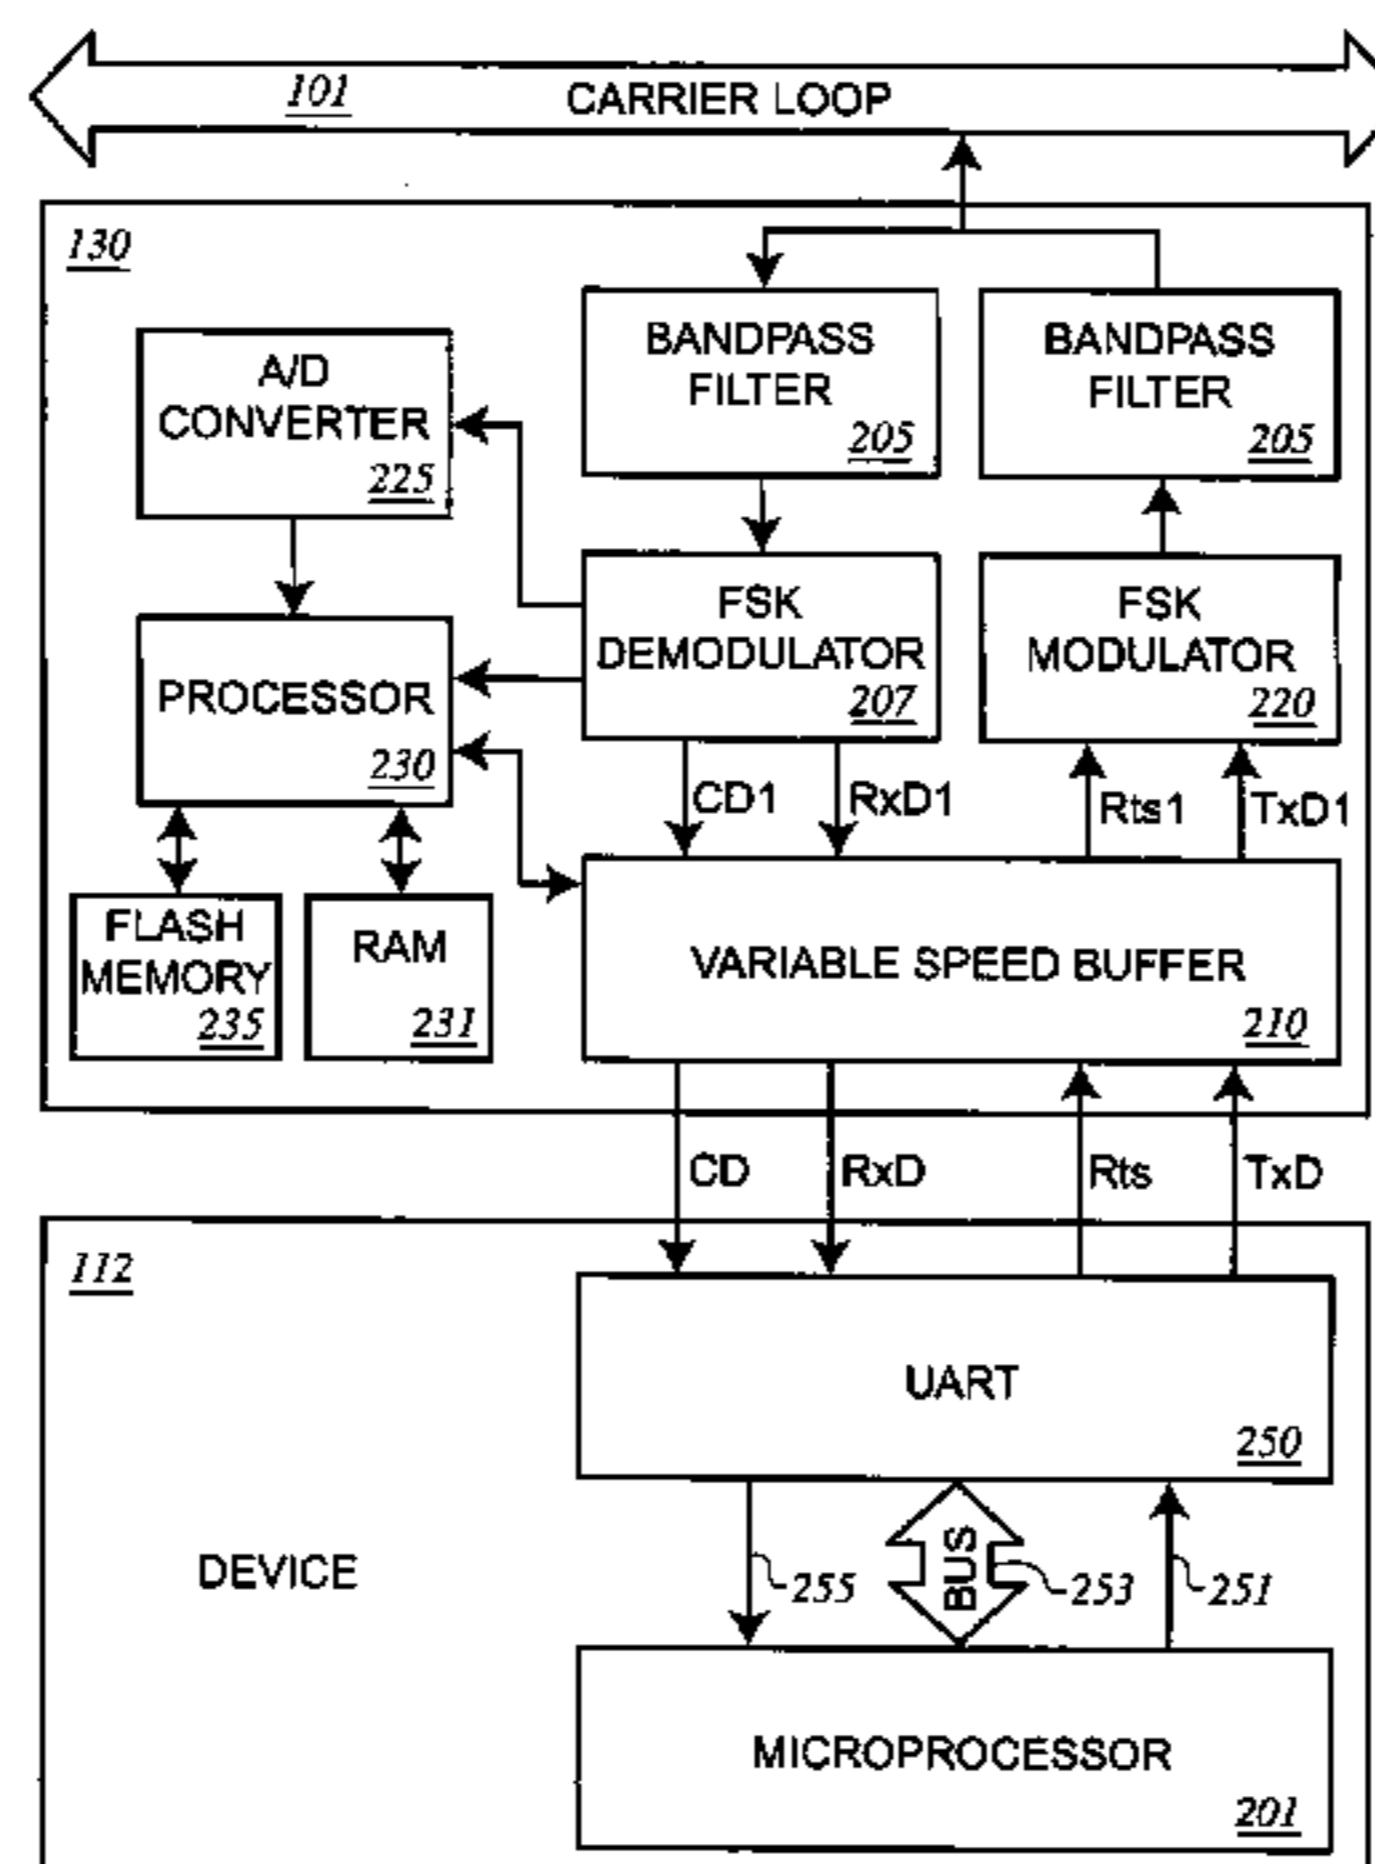 101 CARRIER LOOP
130
A/D
CONVERTER
225
BANDPASS
FILTER
205
BANDPASS
FILTER
205
PROCESSOR
230
FSK
DEMODULATOR
207
FSK
MODULATOR
220
CD1
RxD1
Rts1
TxD1
FLASH
MEMORY
235
RAM
231
VARIABLE SPEED BUFFER
210
CD
RxD
Rts
TxD
112
UART
250
DEVICE
255
BUS
253
251
MICROPROCESSOR
201